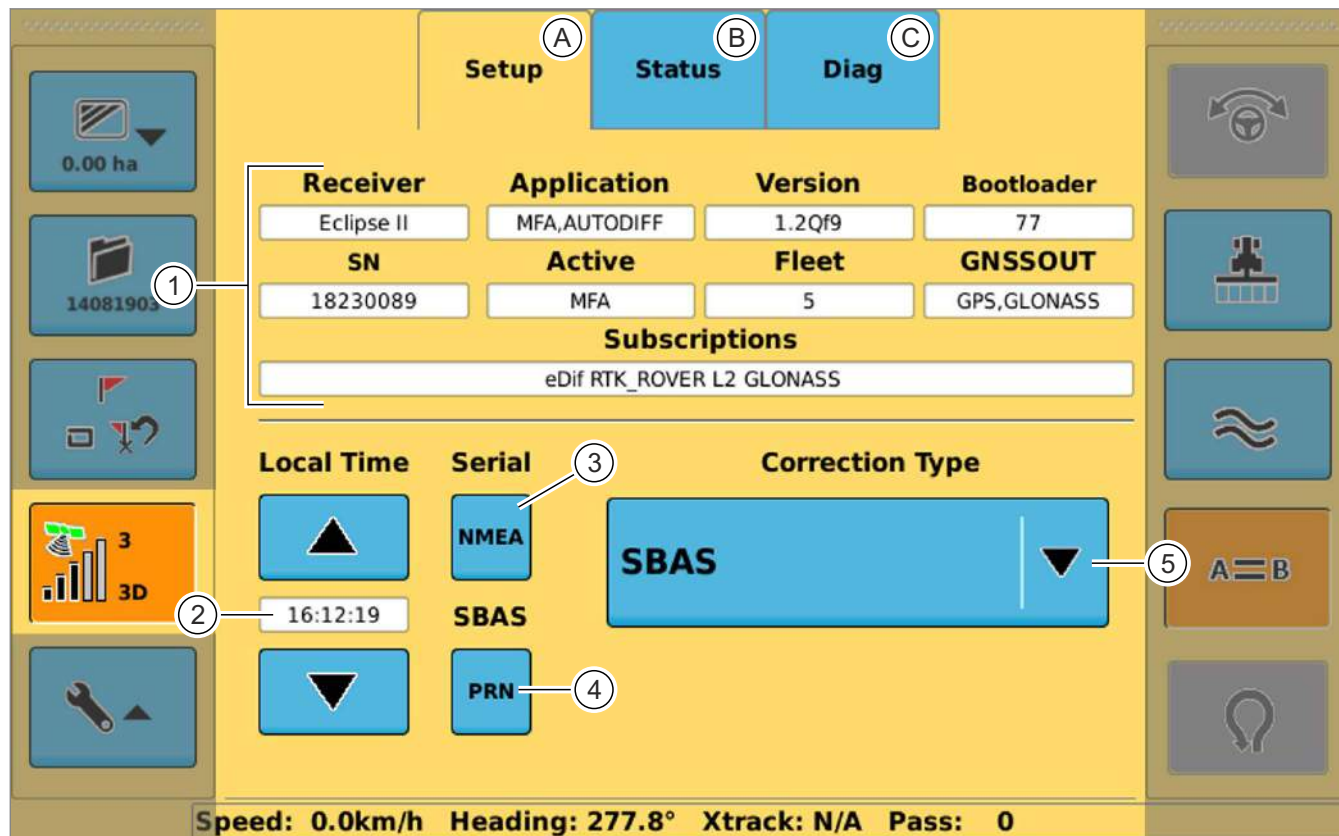 A B C
Setup Status Diag
0.00 ha
Receiver Application Version Bootloader
Eclipse II MFA,AUTODIFF 1.2Qf9 77
SN Active Fleet GNSSOUT
1
14081903
18230089 MFA 5 GPS,GLONASS
Subscriptions
eDif RTK_ROVER L2 GLONASS
Local Time Serial 3 Correction Type
NMEA
3
SBAS
5
A=B
3D
2
16:12:19 SBAS
PRN 4
Speed: 0.0km/h Heading: 277.8° Xtrack: N/A Pass: 0